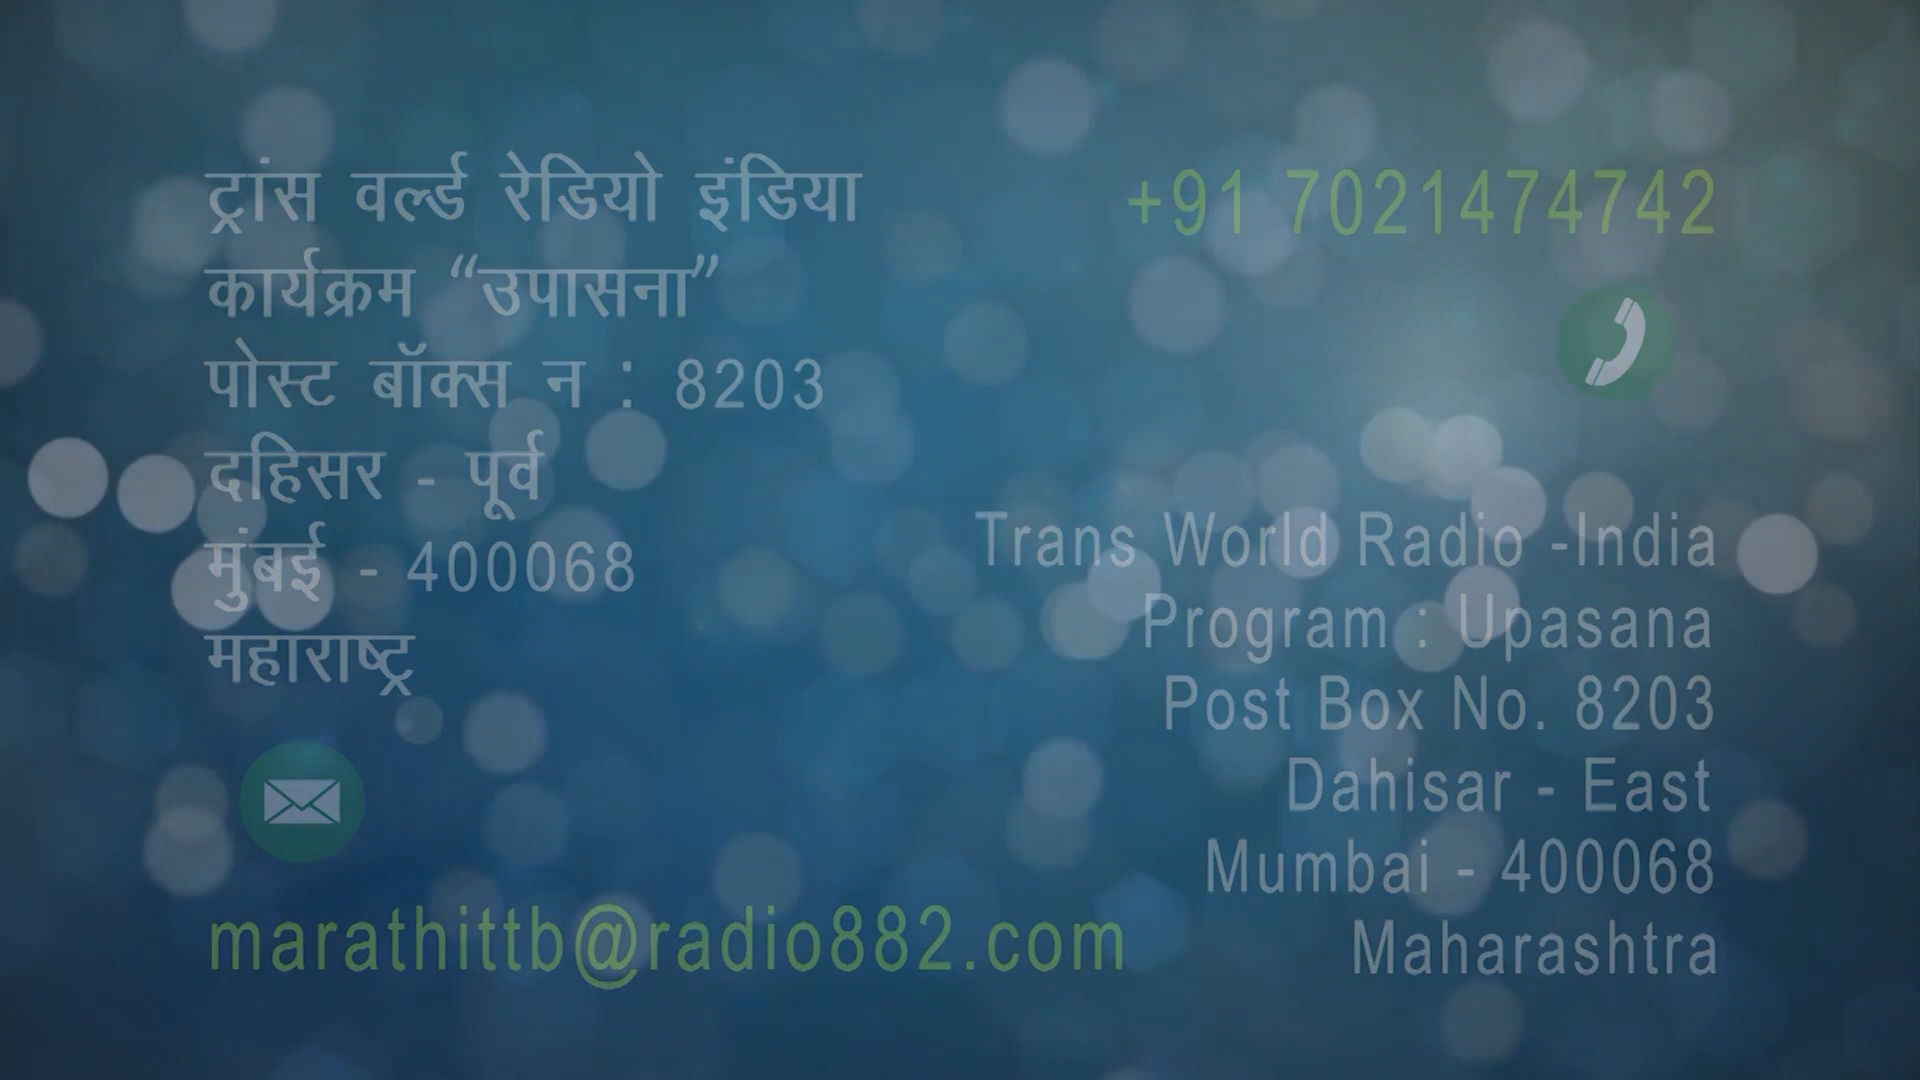 ट्रांस वर्ल्ड रेडियो इंडिया
कार्यक्रम “उपासना”
पोस्ट बॉक्स न : 8203
दहिसर - पूर्व
मुंबई - 400068
महाराष्ट्र
marathittb@radio882.com
+91 7021474742
Trans World Radio -India
Program : Upasana
Post Box No. 8203
Dahisar - East
Mumbai - 400068
Maharashtra